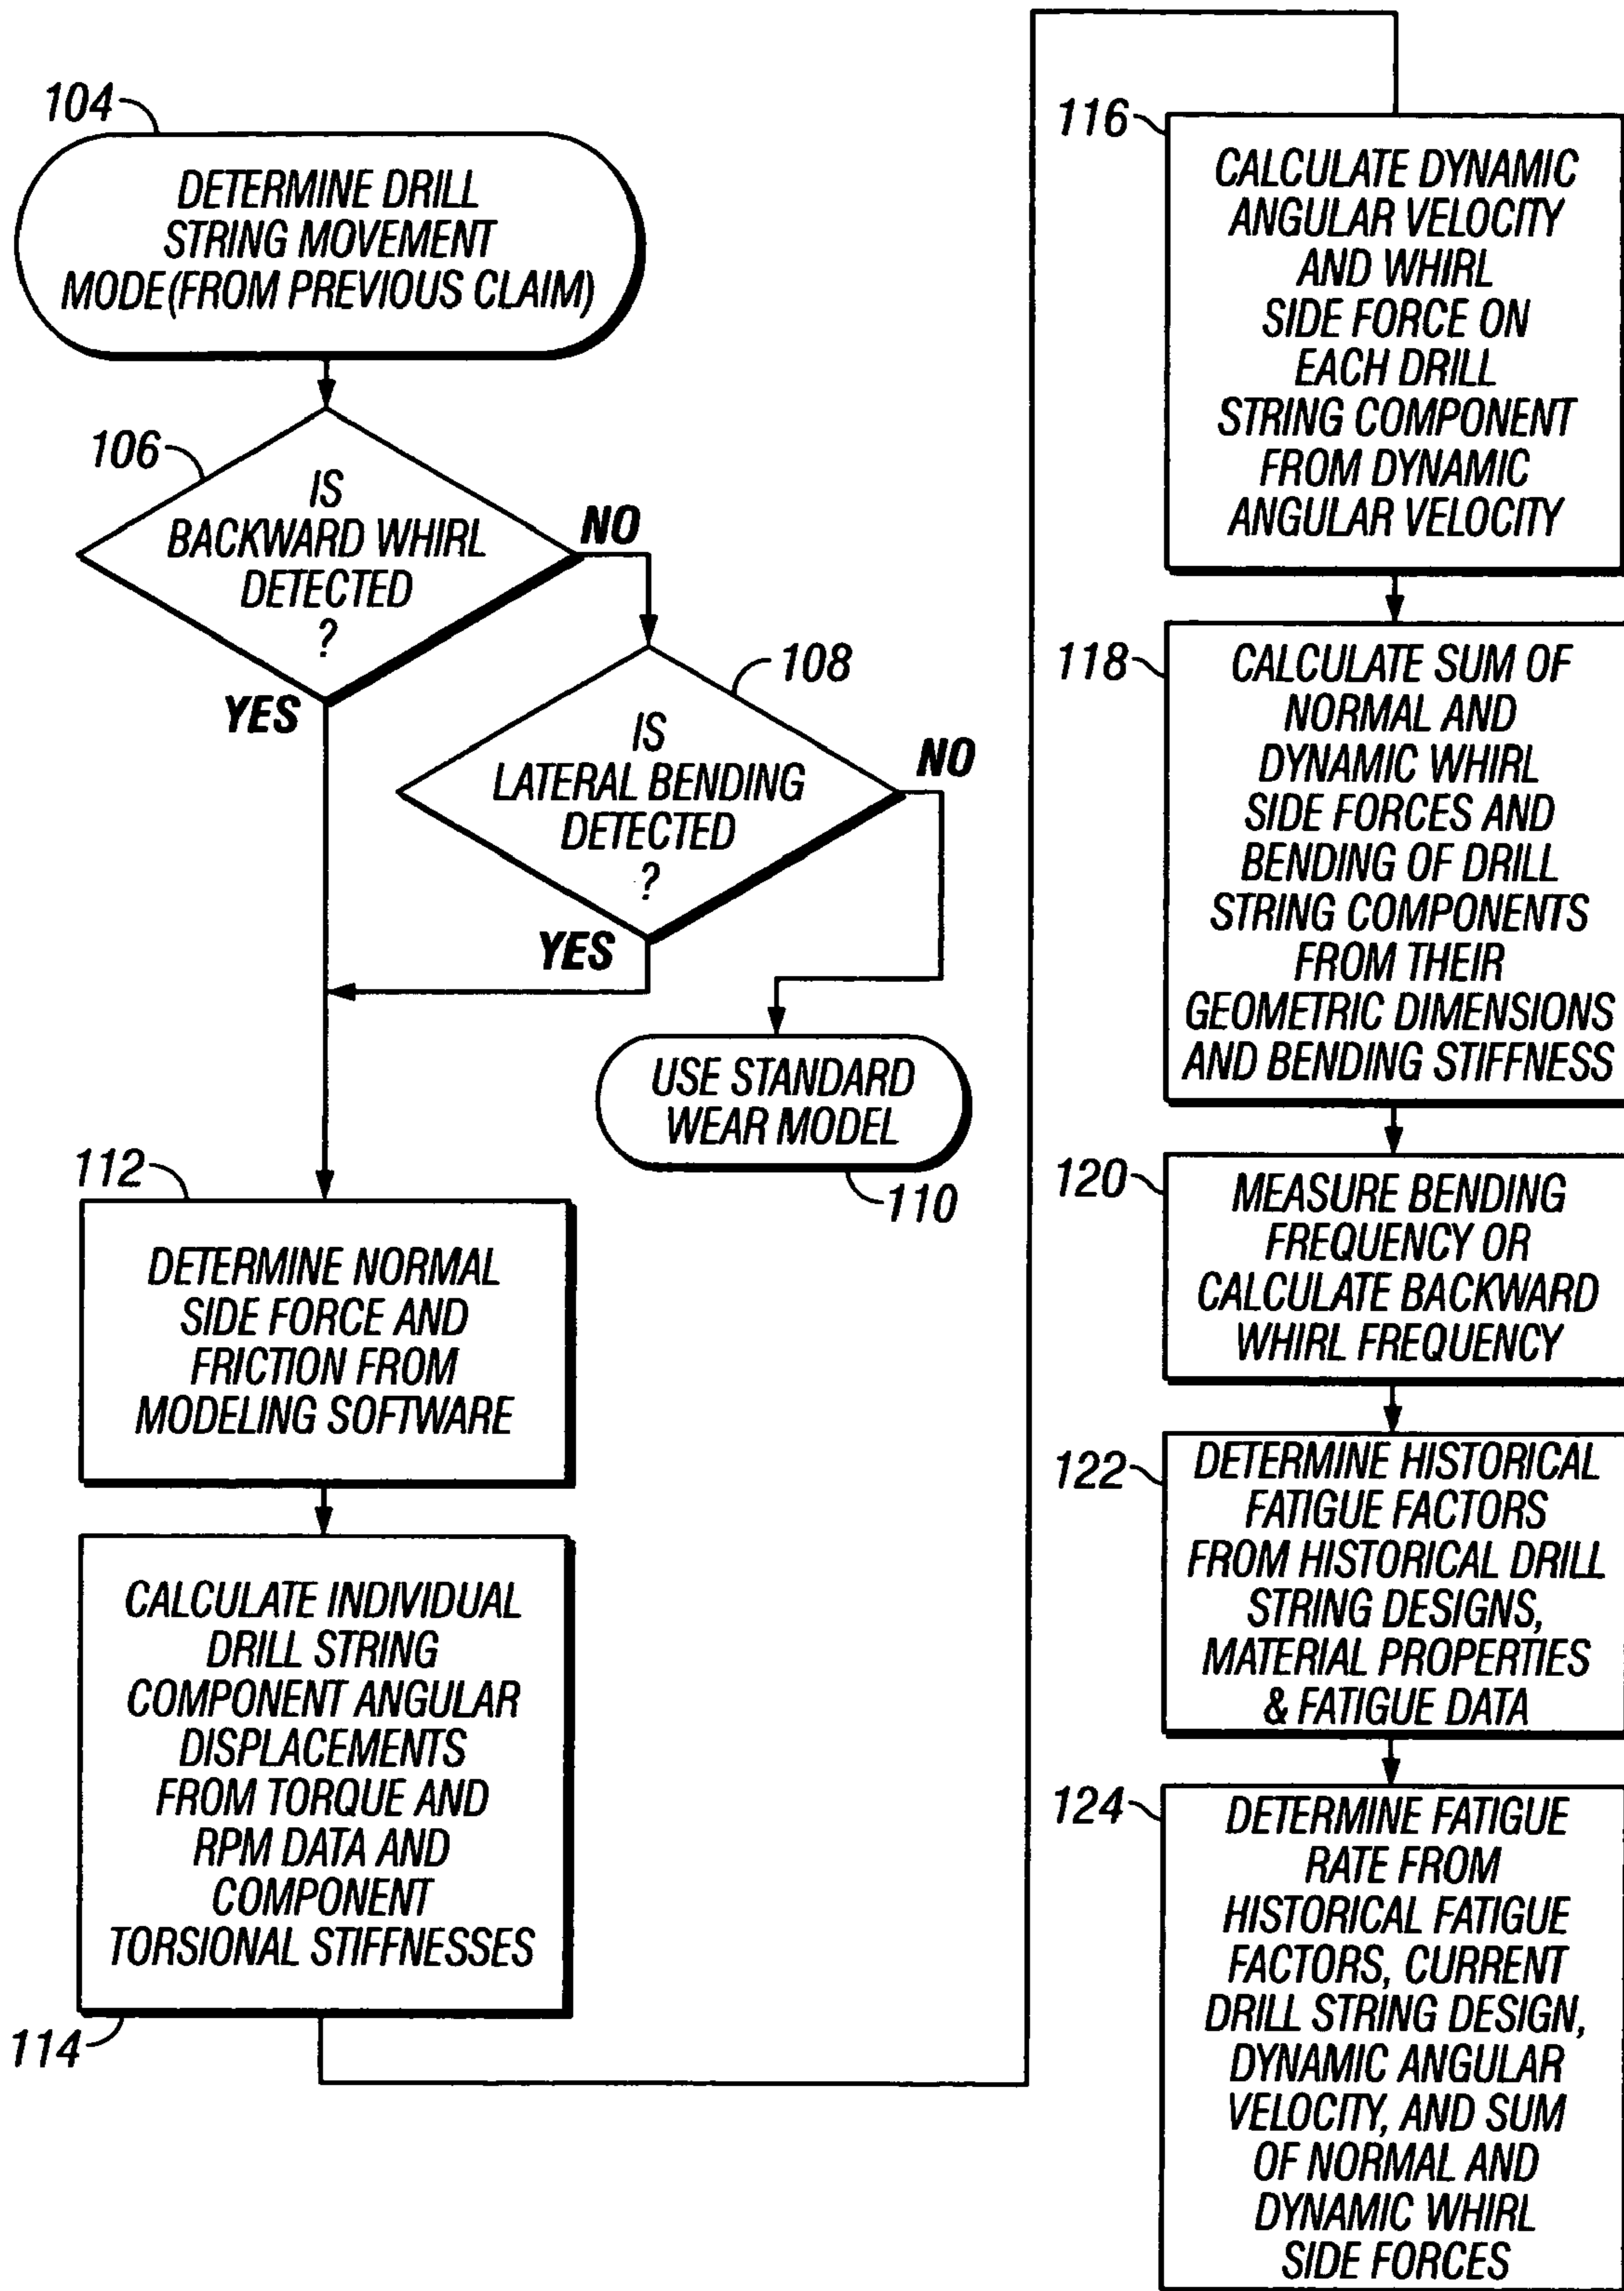 104
DETERMINE DRILL
STRING MOVEMENT
MODE(FROM PREVIOUS CLAIM)
106
IS
BACKWARD WHIRL
DETECTED
?
NO
YES
108
IS
LATERAL BENDING
DETECTED
?
NO
YES
USE STANDARD
WEAR MODEL
110
112
DETERMINE NORMAL
SIDE FORCE AND
FRICTION FROM
MODELING SOFTWARE
CALCULATE INDIVIDUAL
DRILL STRING
COMPONENT ANGULAR
DISPLACEMENTS
FROM TORQUE AND
RPM DATA AND
COMPONENT
TORSIONAL STIFFNESSES
114
116
CALCULATE DYNAMIC
ANGULAR VELOCITY
AND WHIRL
SIDE FORCE ON
EACH DRILL
STRING COMPONENT
FROM DYNAMIC
ANGULAR VELOCITY
118
CALCULATE SUM OF
NORMAL AND
DYNAMIC WHIRL
SIDE FORCES AND
BENDING OF DRILL
STRING COMPONENTS
FROM THEIR
GEOMETRIC DIMENSIONS
AND BENDING STIFFNESS
120
MEASURE BENDING
FREQUENCY OR
CALCULATE BACKWARD
WHIRL FREQUENCY
122
DETERMINE HISTORICAL
FATIGUE FACTORS
FROM HISTORICAL DRILL
STRING DESIGNS,
MATERIAL PROPERTIES
& FATIGUE DATA
124
DETERMINE FATIGUE
RATE FROM
HISTORICAL FATIGUE
FACTORS, CURRENT
DRILL STRING DESIGN,
DYNAMIC ANGULAR
VELOCITY, AND SUM
OF NORMAL AND
DYNAMIC WHIRL
SIDE FORCES